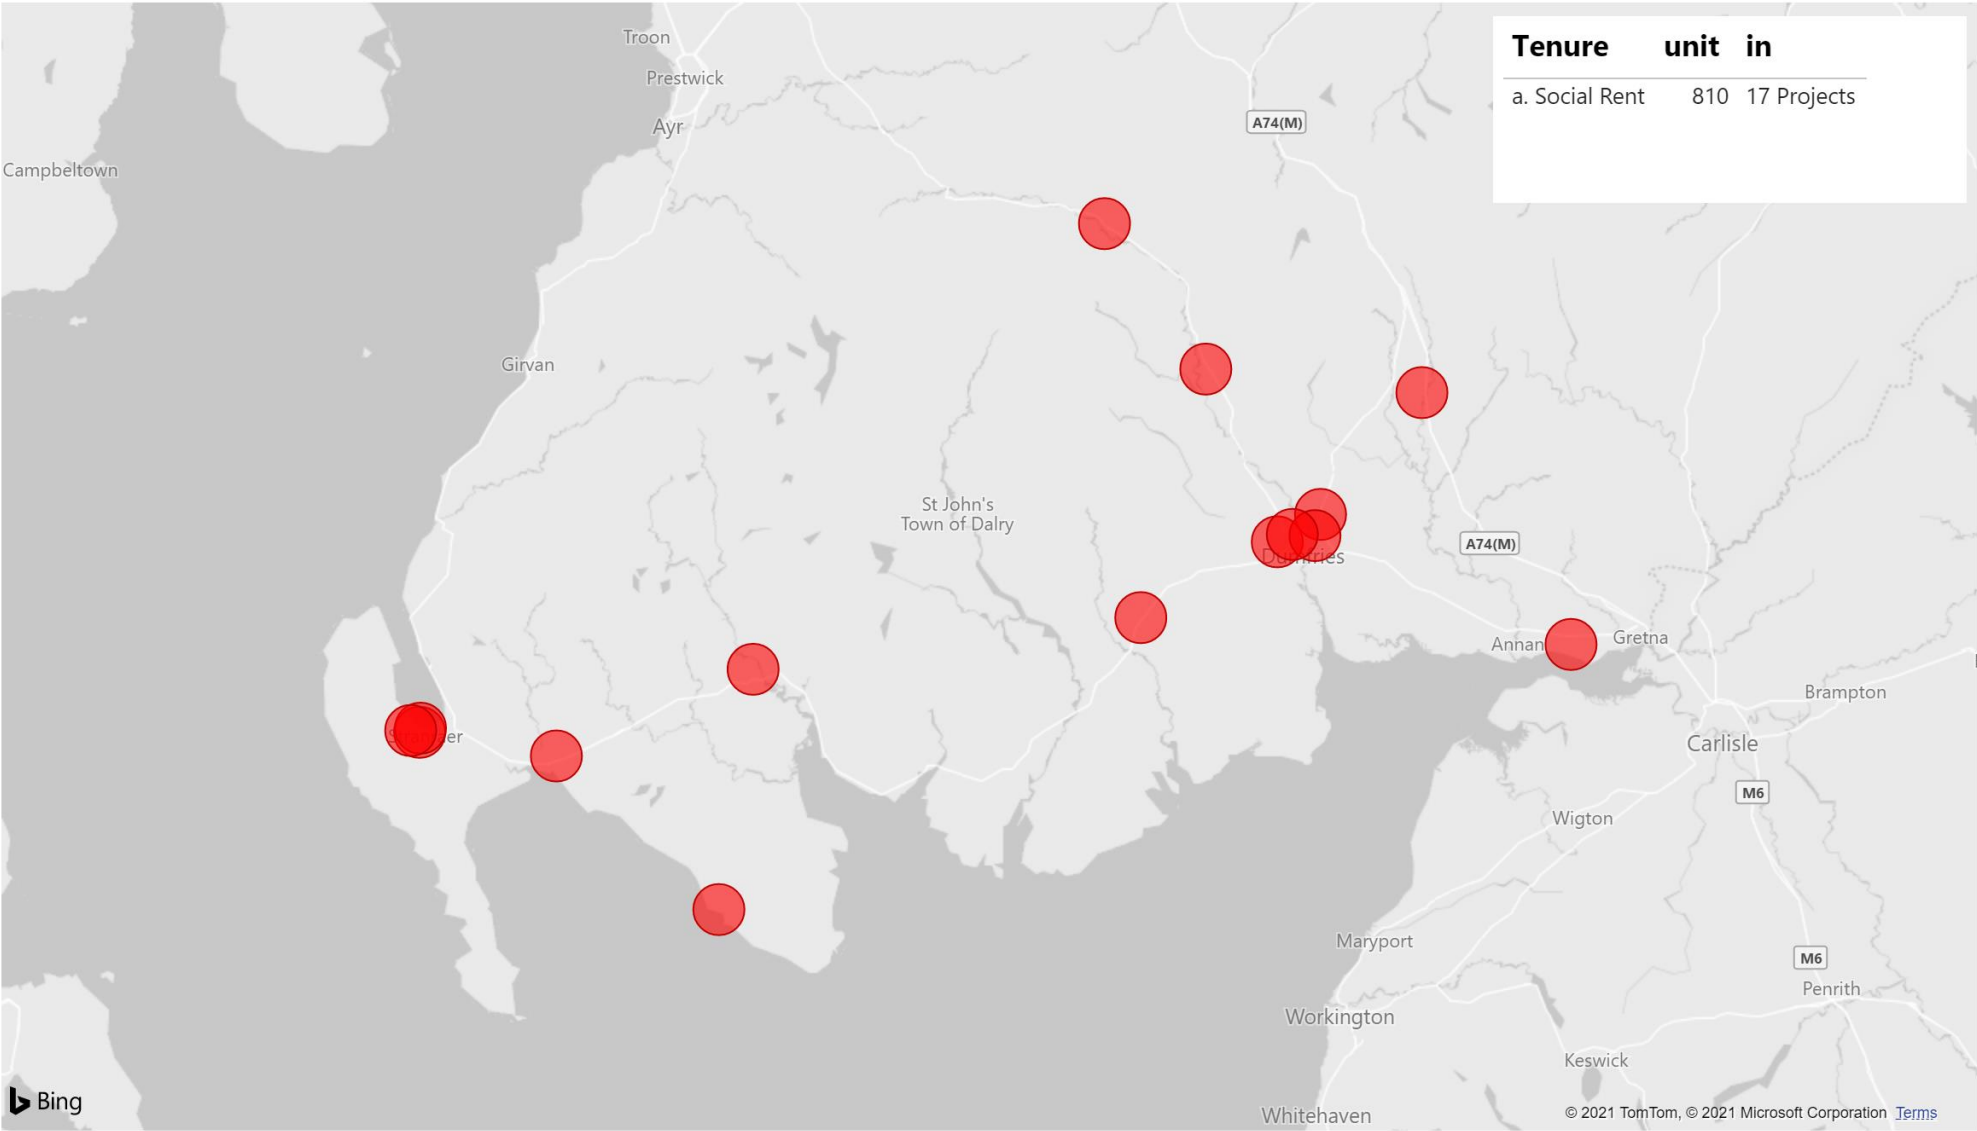 Troon
Prestwick
Ayr
Campbeltown
Tenure unit in
a. Social Rent 810 17 Projects
A74(M)
Girvan
St John's
Town of Dalry
A74(M)
Dumfries
Annan
Gretna
Brampton
Stranraer
Carlisle
M6
Wigton
Maryport
M6
Penrith
Workington
Keswick
Bing
Whitehaven
© 2021 TomTom, © 2021 Microsoft Corporation Terms